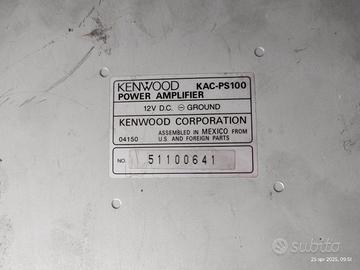 KENWOOD KAC-PS100
POWER AMPLIFIER
12V D.C. ⊖ GROUND
KENWOOD CORPORATION
04150 ASSEMBLED IN MEXICO FROM
U.S. AND FOREIGN PARTS
NO. 51100641
subito
25 apr 2025, 09:51